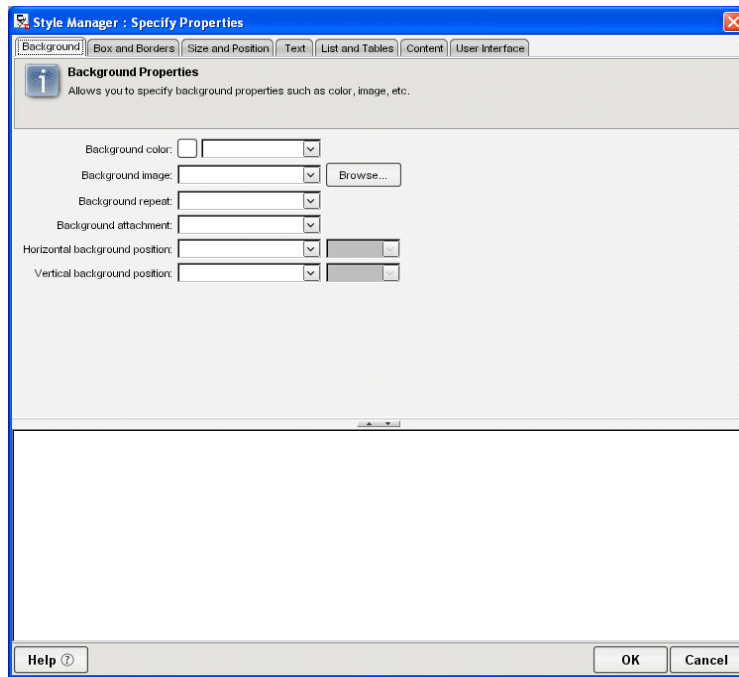 Style Manager : Specify Properties
Background Box and Borders Size and Position Text List and Tables Content User Interface
Background Properties
Allows you to specify background properties such as color, image, etc.
Background color:
Background image: Browse...
Background repeat:
Background attachment:
Horizontal background position:
Vertical background position:
Help ? OK Cancel